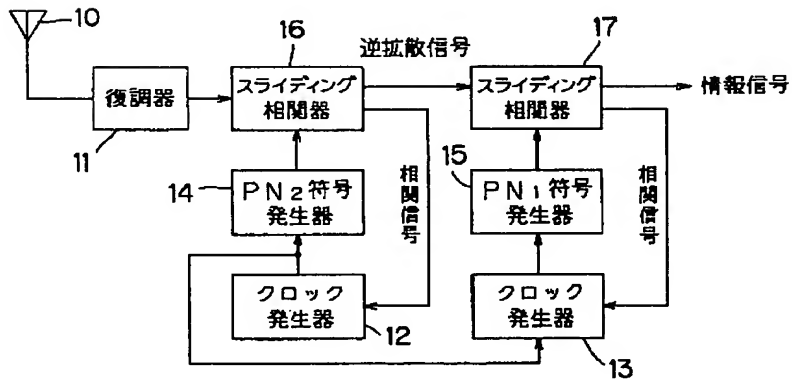 10
16
逆拡散信号
17
復調器
スライディング
相関器
スライディング
相関器
情報信号
11
14
PN2符号
発生器
相関信号
15
PN1符号
発生器
相関信号
クロック
発生器
12
クロック
発生器
13